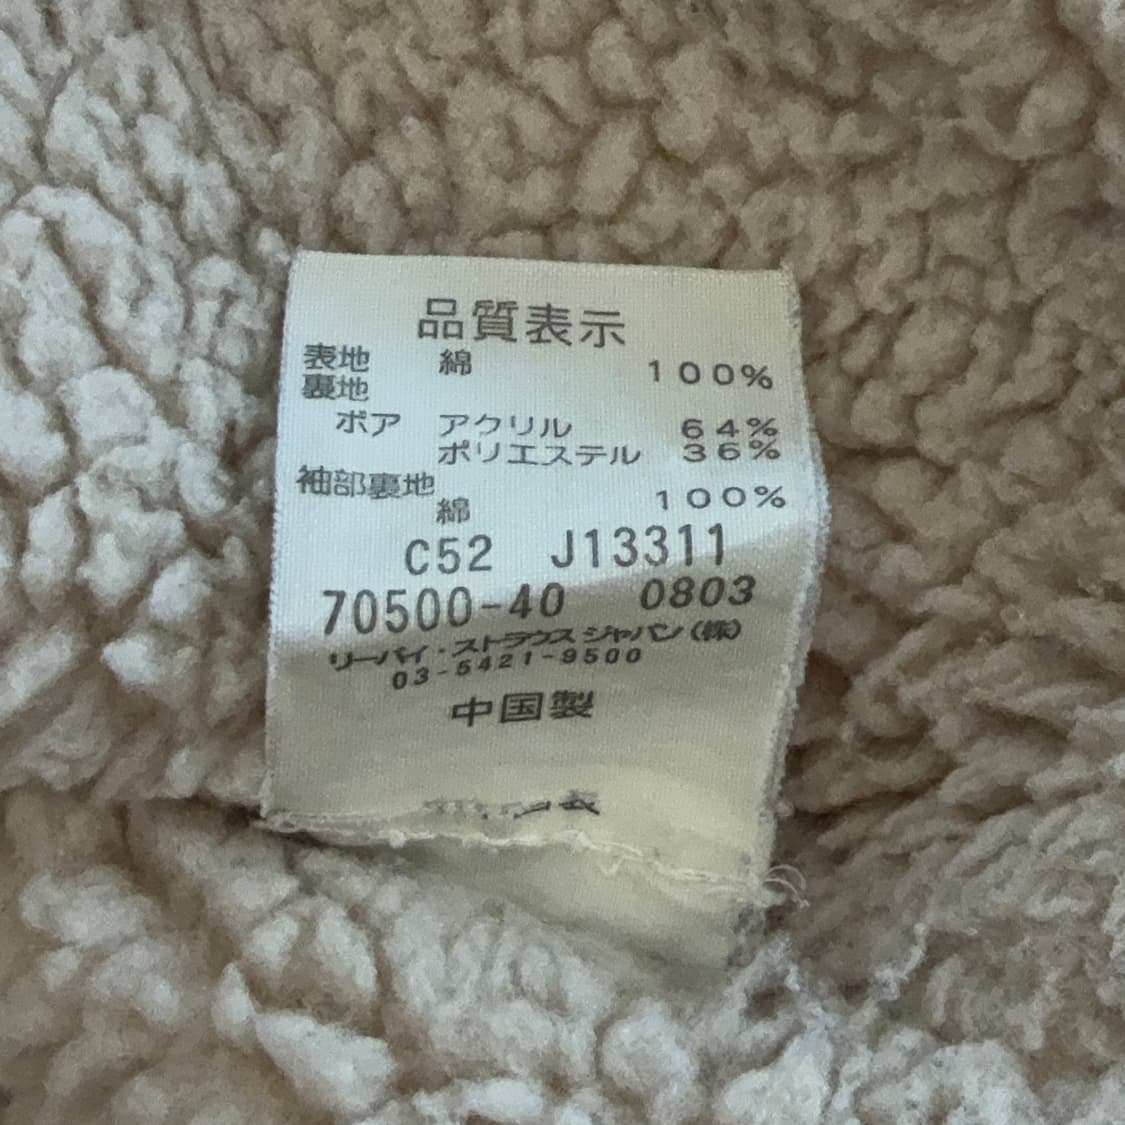 品質表示
表地 綿 100%
裏地
ボア アクリル 64%
ポリエステル 36%
袖部裏地
綿 100%
C52 J13311
70500-40 0803
リーバイ・ストラウス ジャパン(株)
03-5421-9500
中国製